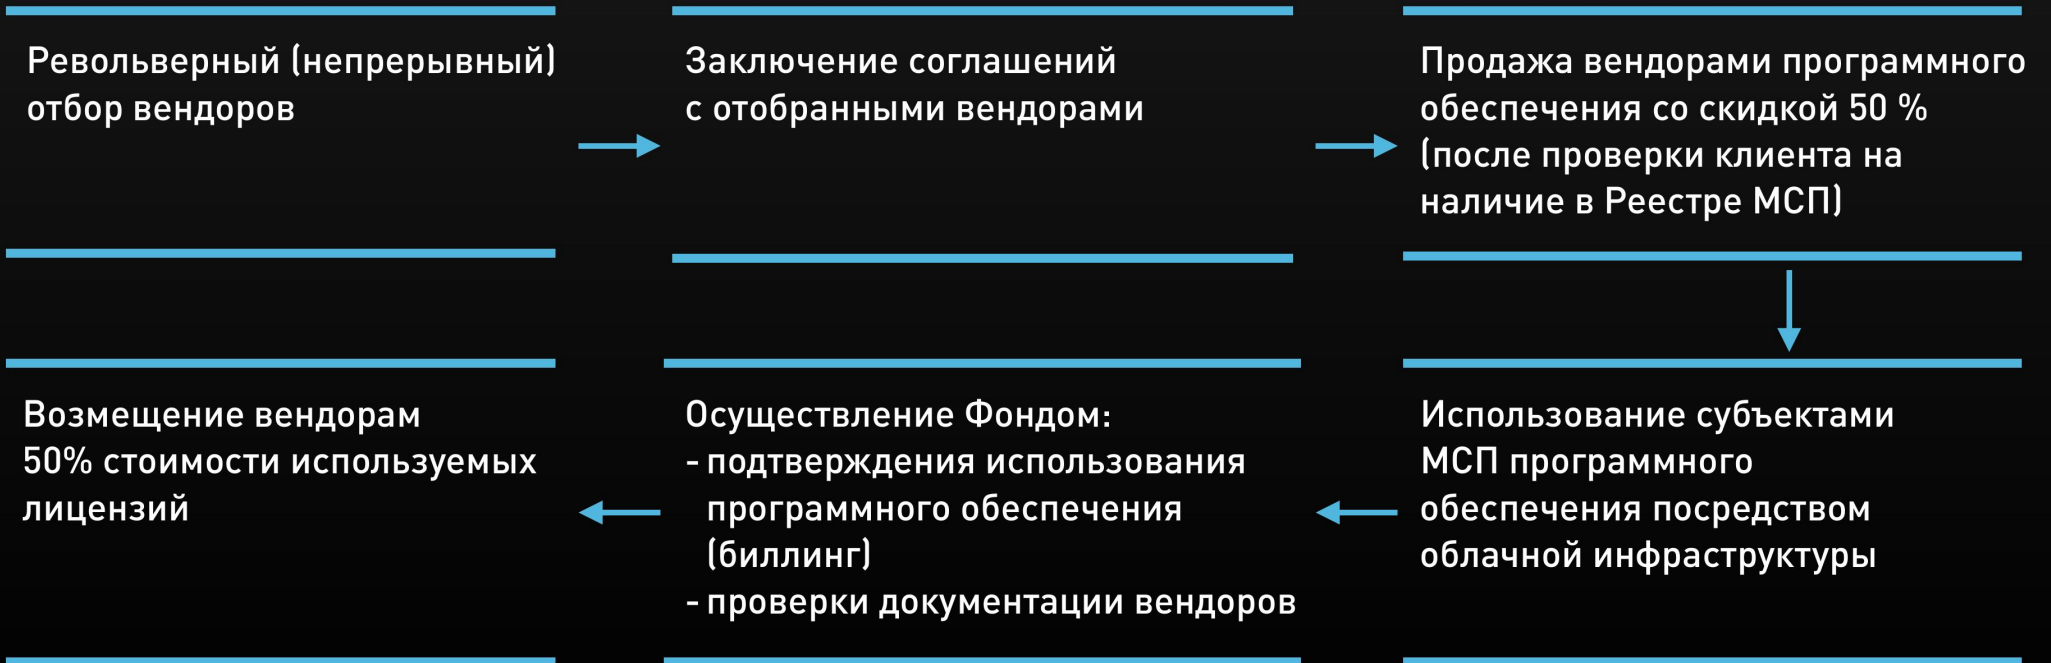 Револьверный (непрерывный)
отбор вендоров
Заключение соглашений
с отобранными вендорами
Продажа вендорами программного
обеспечения со скидкой 50 %
(после проверки клиента на
наличие в Реестре МСП)
Использование субъектами
МСП программного
обеспечения посредством
облачной инфраструктуры
Осуществление Фондом:
- подтверждения использования
программного обеспечения
(биллинг)
- проверки документации вендоров
Возмещение вендорам
50% стоимости используемых
лицензий